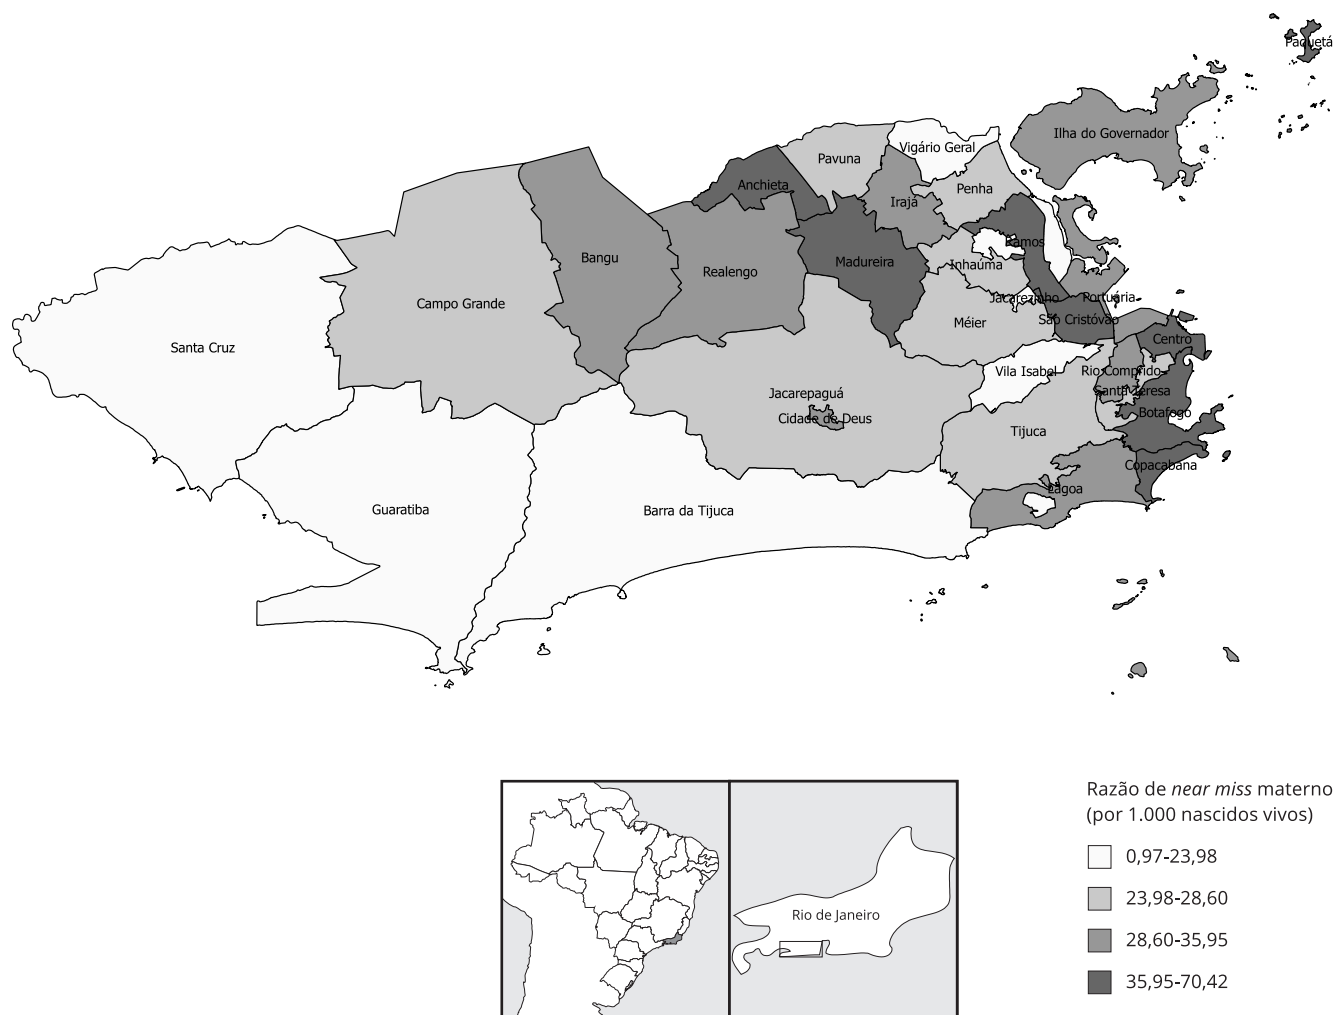 Paquetá
Ilha do Governador
Vigário Geral
Pavuna
Anchieta
Penha
Irajá
Ramos
Bangu
Realengo
Madureira
Inhaúma
Jacarezinho
Portuária
Campo Grande
São Cristóvão
Méier
Centro
Santa Cruz
Vila Isabel
Rio Comprido
Santa Teresa
Jacarepaguá
Botafogo
Cidade de Deus
Tijuca
Copacabana
Lagoa
Guaratiba
Barra da Tijuca
Razão de near miss materno
(por 1.000 nascidos vivos)
0,97-23,98
23,98-28,60
28,60-35,95
35,95-70,42
Rio de Janeiro